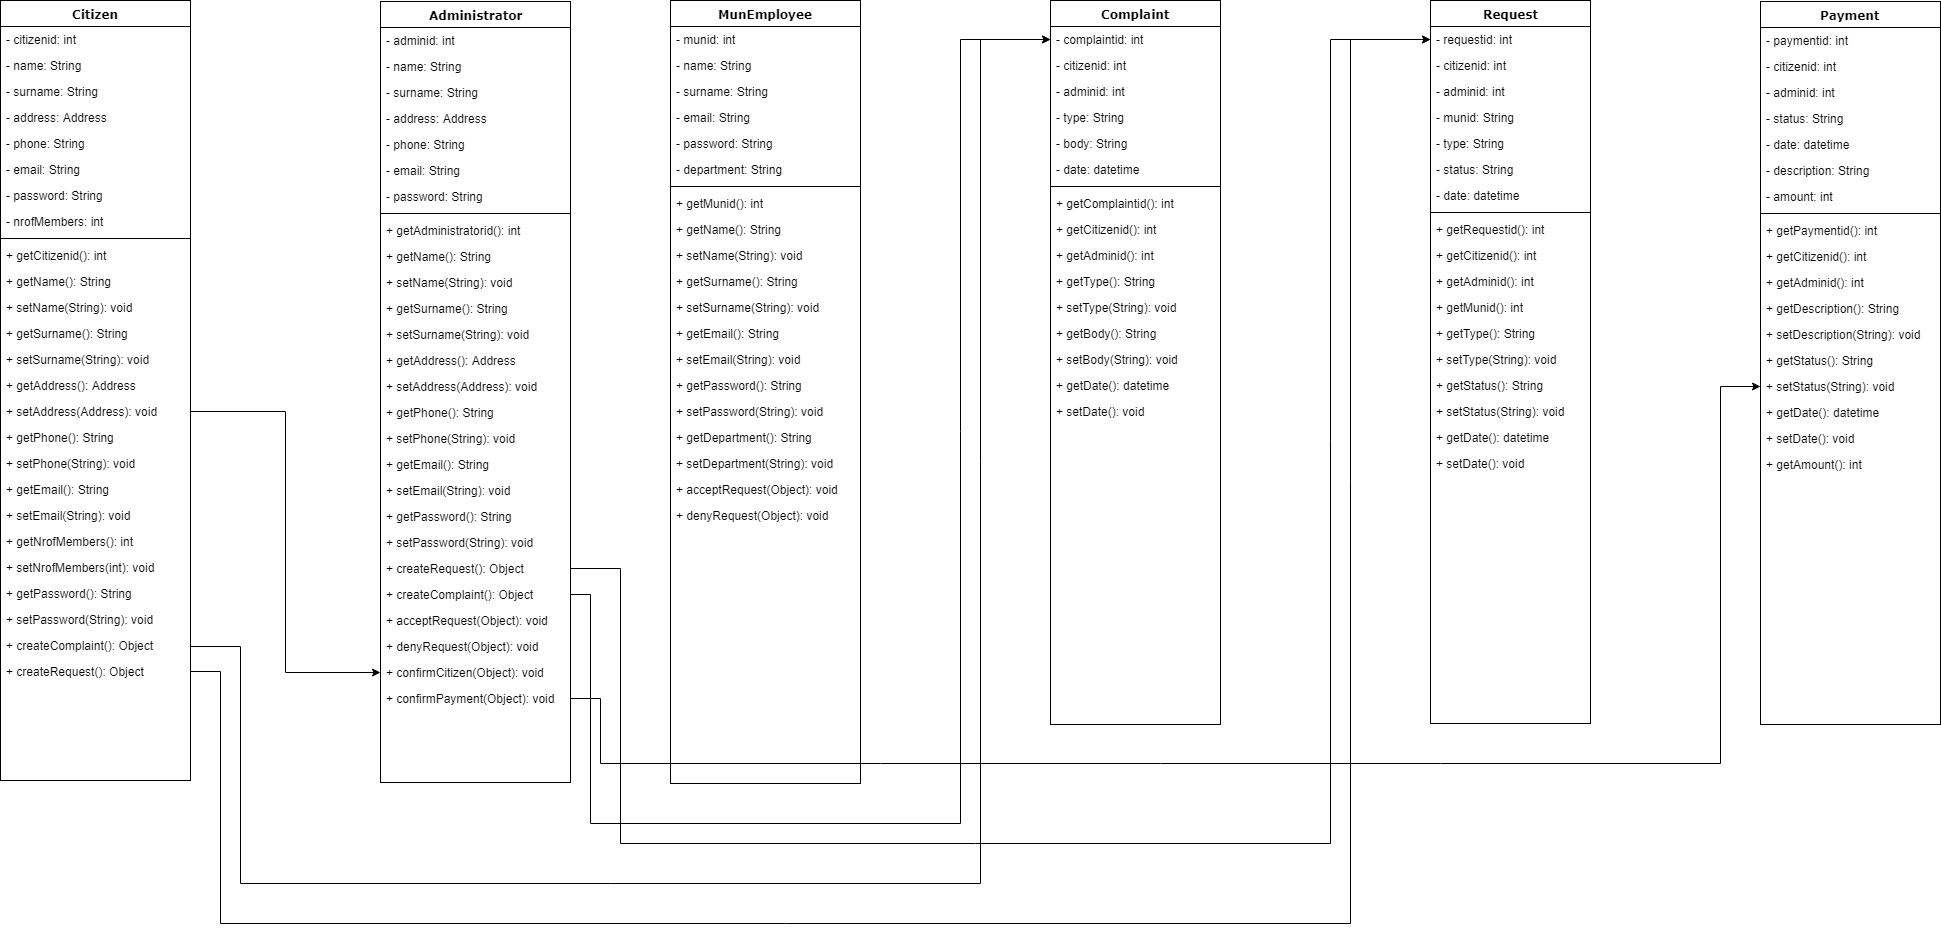 Citizen
- citizenid: int
- name: String
- surname: String
- address: Address
- phone: String
- email: String
- password: String
- nrofMembers: int
+ getCitizenid(): int
+ getName(): String
+ setName(String): void
+ getSurname(): String
+ setSurname(String): void
+ getAddress(): Address
+ setAddress(Address): void
+ getPhone(): String
+ setPhone(String): void
+ getEmail(): String
+ setEmail(String): void
+ getNrofMembers(): int
+ setNrofMembers(int): void
+ getPassword(): String
+ setPassword(String): void
+ createComplaint(): Object
+ createRequest(): Object
Administrator
- adminid: int
- name: String
- surname: String
- address: Address
- phone: String
- email: String
- password: String
+ getAdministratorid(): int
+ getName(): String
+ setName(String): void
+ getSurname(): String
+ setSurname(String): void
+ getAddress(): Address
+ setAddress(Address): void
+ getPhone(): String
+ setPhone(String): void
+ getEmail(): String
+ setEmail(String): void
+ getPassword(): String
+ setPassword(String): void
+ createRequest(): Object
+ createComplaint(): Object
+ acceptRequest(Object): void
+ denyRequest(Object): void
+ confirmCitizen(Object): void
+ confirmPayment(Object): void
MunEmployee
- munid: int
- name: String
- surname: String
- email: String
- password: String
- department: String
+ getMunid(): int
+ getName(): String
+ setName(String): void
+ getSurname(): String
+ setSurname(String): void
+ getEmail(): String
+ setEmail(String): void
+ getPassword(): String
+ setPassword(String): void
+ getDepartment(): String
+ setDepartment(String): void
+ acceptRequest(Object): void
+ denyRequest(Object): void
Complaint
- complaintid: int
- citizenid: int
- adminid: int
- type: String
- body: String
- date: datetime
+ getComplaintid(): int
+ getCitizenid(): int
+ getAdminid(): int
+ getType(): String
+ setType(String): void
+ getBody(): String
+ setBody(String): void
+ getDate(): datetime
+ setDate(): void
Request
- requestid: int
- citizenid: int
- adminid: int
- munid: String
- type: String
- status: String
- date: datetime
+ getRequestid(): int
+ getCitizenid(): int
+ getAdminid(): int
+ getMunid(): int
+ getType(): String
+ setType(String): void
+ getStatus(): String
+ setStatus(String): void
+ getDate(): datetime
+ setDate(): void
Payment
- paymentid: int
- citizenid: int
- adminid: int
- status: String
- date: datetime
- description: String
- amount: int
+ getPaymentid(): int
+ getCitizenid(): int
+ getAdminid(): int
+ getDescription(): String
+ setDescription(String): void
+ getStatus(): String
+ setStatus(String): void
+ getDate(): datetime
+ setDate(): void
+ getAmount(): int